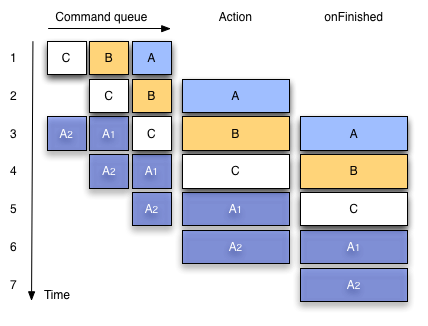 Command queue Action onFinished
1 C B A
2 C B A
3 A2 A1 C B A
4 A2 A1 C B
5 A2 A1 C
6 A2 A1
7 A2
Time